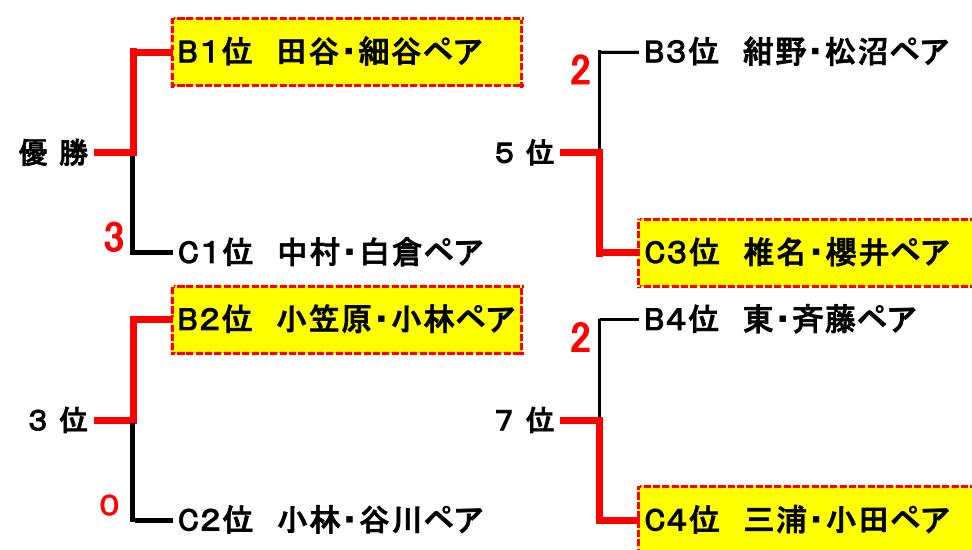 B1位 田谷・細谷ペア
優 勝
3
C1位 中村・白倉ペア
B2位 小笠原・小林ペア
3 位
0
C2位 小林・谷川ペア
B3位 紺野・松沼ペア
2
5 位
C3位 椎名・櫻井ペア
B4位 東・斉藤ペア
2
7 位
C4位 三浦・小田ペア